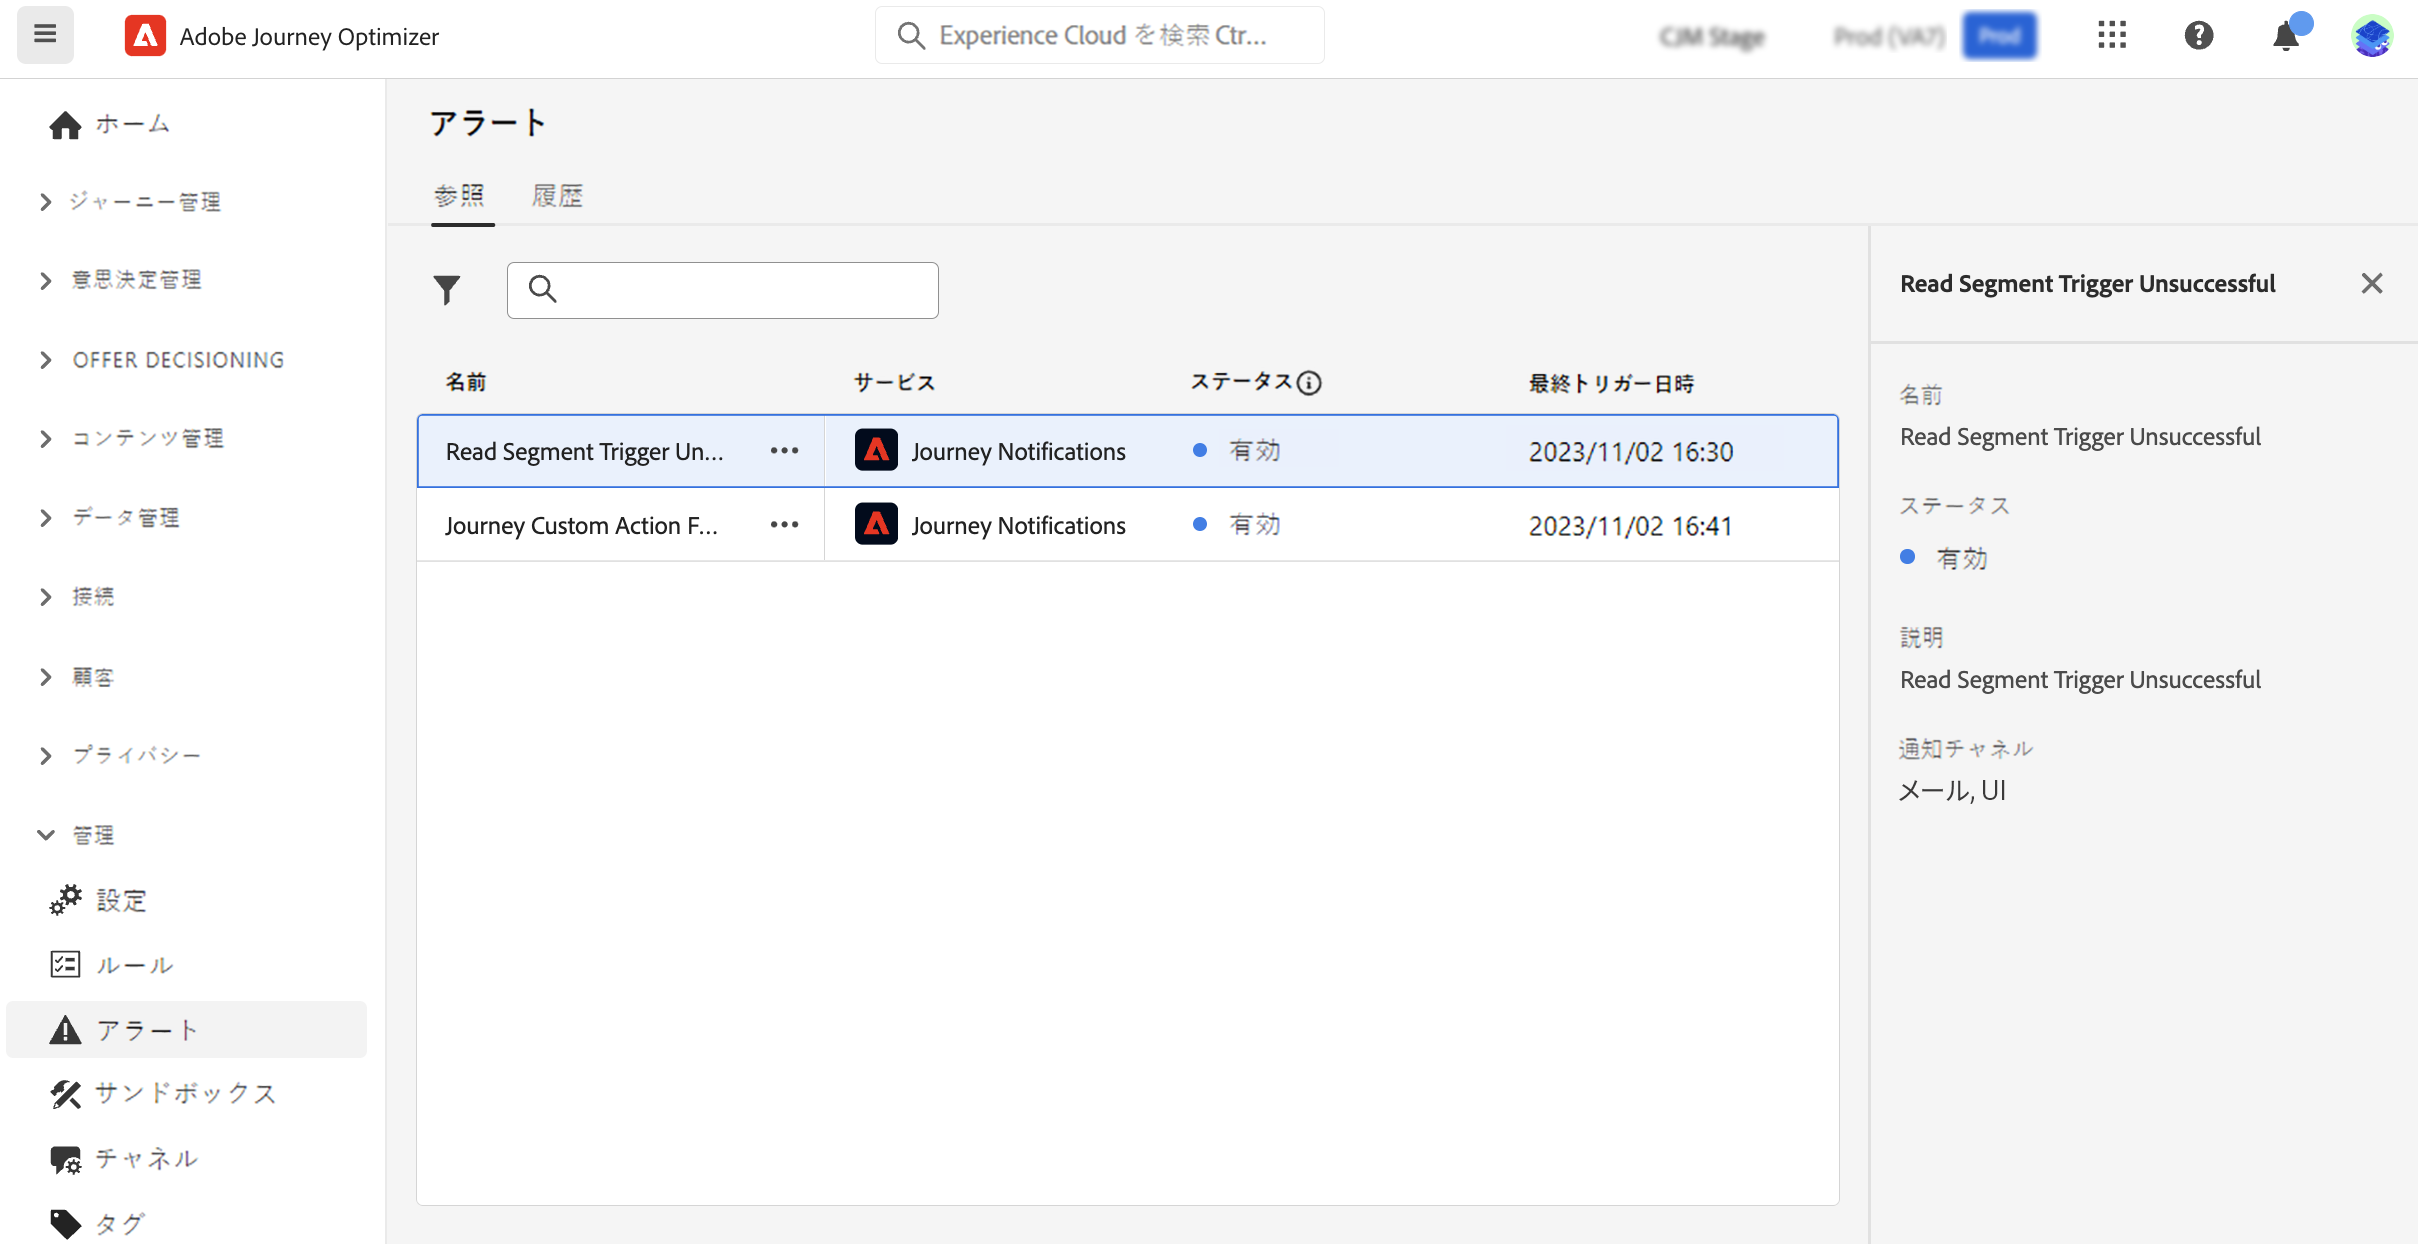 Adobe Journey Optimizer
Experience Cloud を検索 Ctr...
CJM Stage
Prod (VA7)
Prod
ホーム
ジャーニー管理
意思決定管理
OFFER DECISIONING
コンテンツ管理
データ管理
接続
顧客
プライバシー
管理
設定
ルール
アラート
サンドボックス
チャネル
タグ
アラート
参照
履歴
名前
サービス
ステータス
最終トリガー日時
Read Segment Trigger Un...
Journey Notifications
有効
2023/11/02 16:30
Journey Custom Action F...
Journey Notifications
有効
2023/11/02 16:41
Read Segment Trigger Unsuccessful
名前
Read Segment Trigger Unsuccessful
ステータス
有効
説明
Read Segment Trigger Unsuccessful
通知チャネル
メール, UI